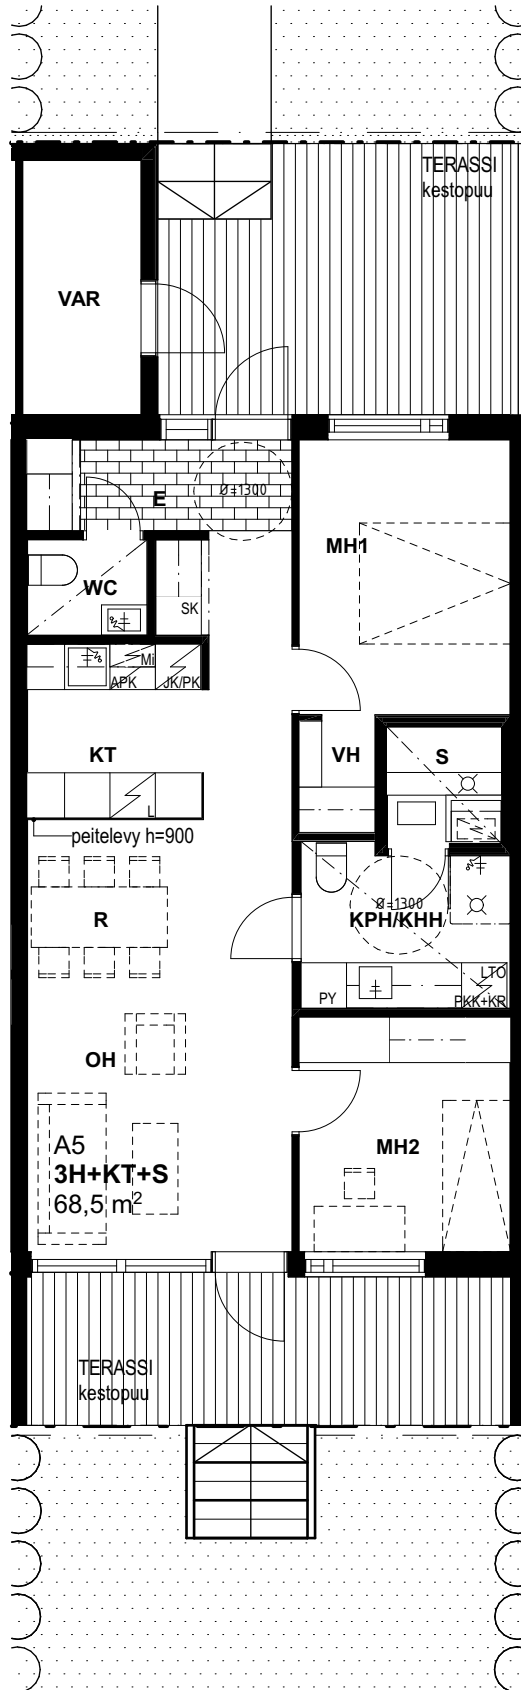 TERASSI
kestopuu
VAR
E
Ø=1300
MH1
WC
SK
Mi
APK
JK/PK
KT
VH
S
L
peitelevy h=900
R
Ø=1300
KPH/KHH
LTO
PY
PKK+KR
OH
A5
3H+KT+S
68,5 m²
MH2
TERASSI
kestopuu